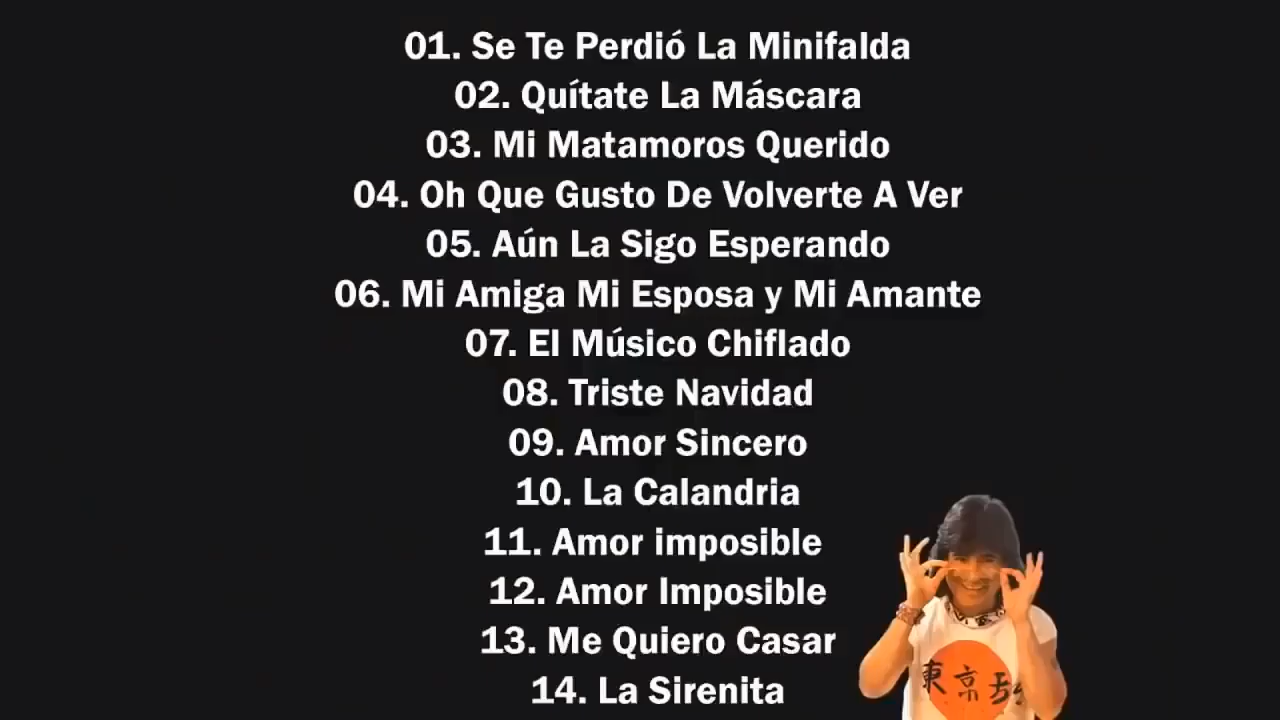 01. Se Te Perdió La Minifalda
02. Quítate La Máscara
03. Mi Matamoros Querido
04. Oh Que Gusto De Volverte A Ver
05. Aún La Sigo Esperando
06. Mi Amiga Mi Esposa y Mi Amante
07. El Músico Chiflado
08. Triste Navidad
09. Amor Sincero
10. La Calandria
11. Amor imposible
12. Amor Imposible
13. Me Quiero Casar
14. La Sirenita
東京